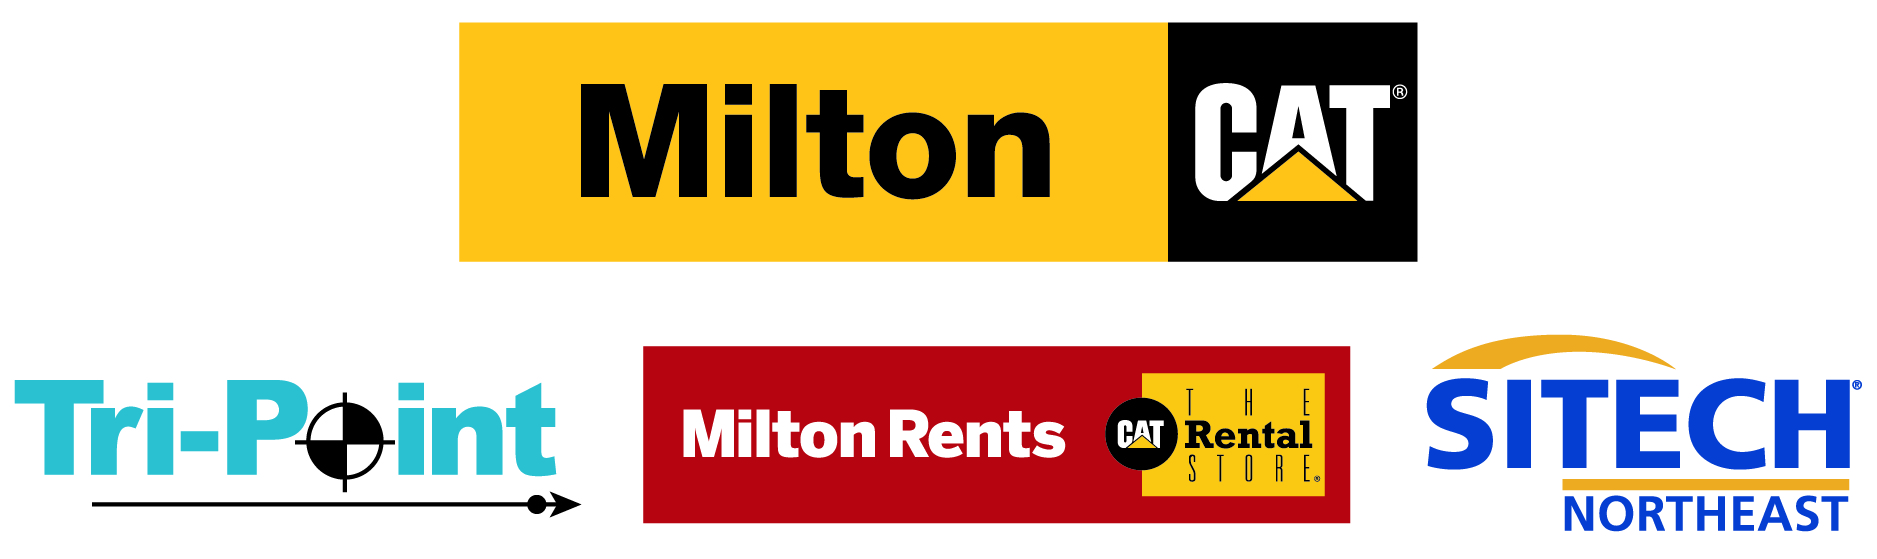 Milton CAT®
Tri-Point
Milton Rents
CAT
THE
Rental
STORE®
SITECH®
NORTHEAST